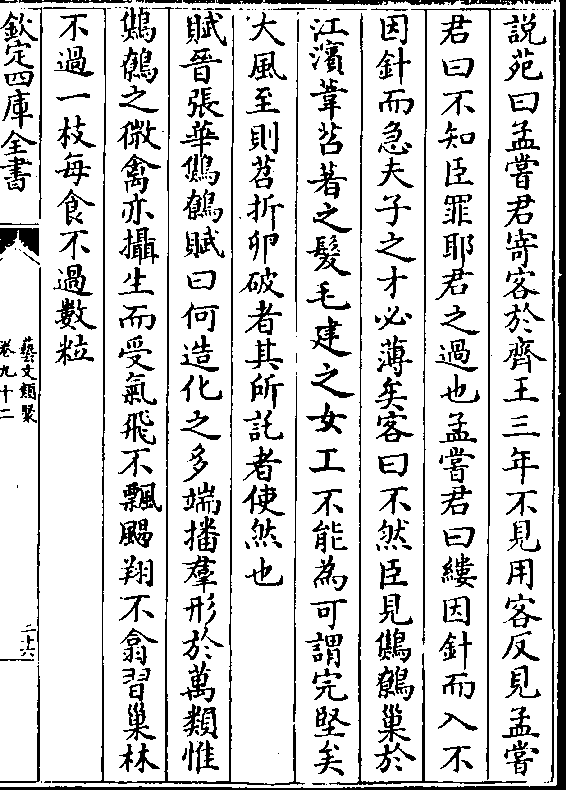 說苑曰孟嘗君寄客於齊王三年不見用客反見孟嘗
君曰不知臣罪耶君之過也孟嘗君曰縷因針而入不
因針而急夫子之才必薄矣客曰不然臣見鷦鷯巢於
江濱葦苕著之髮毛建之女工不能為可謂完堅矣
大風至則苕折卵破者其所託者使然也
賦晉張華鷦鷯賦曰何造化之多端播羣形於萬類惟
鷦鷯之微禽亦攝生而受氣飛不飄颺翔不翕習巢林
不過一枝每食不過數粒
欽定四庫全書
藝文類聚
卷九十二
二十六